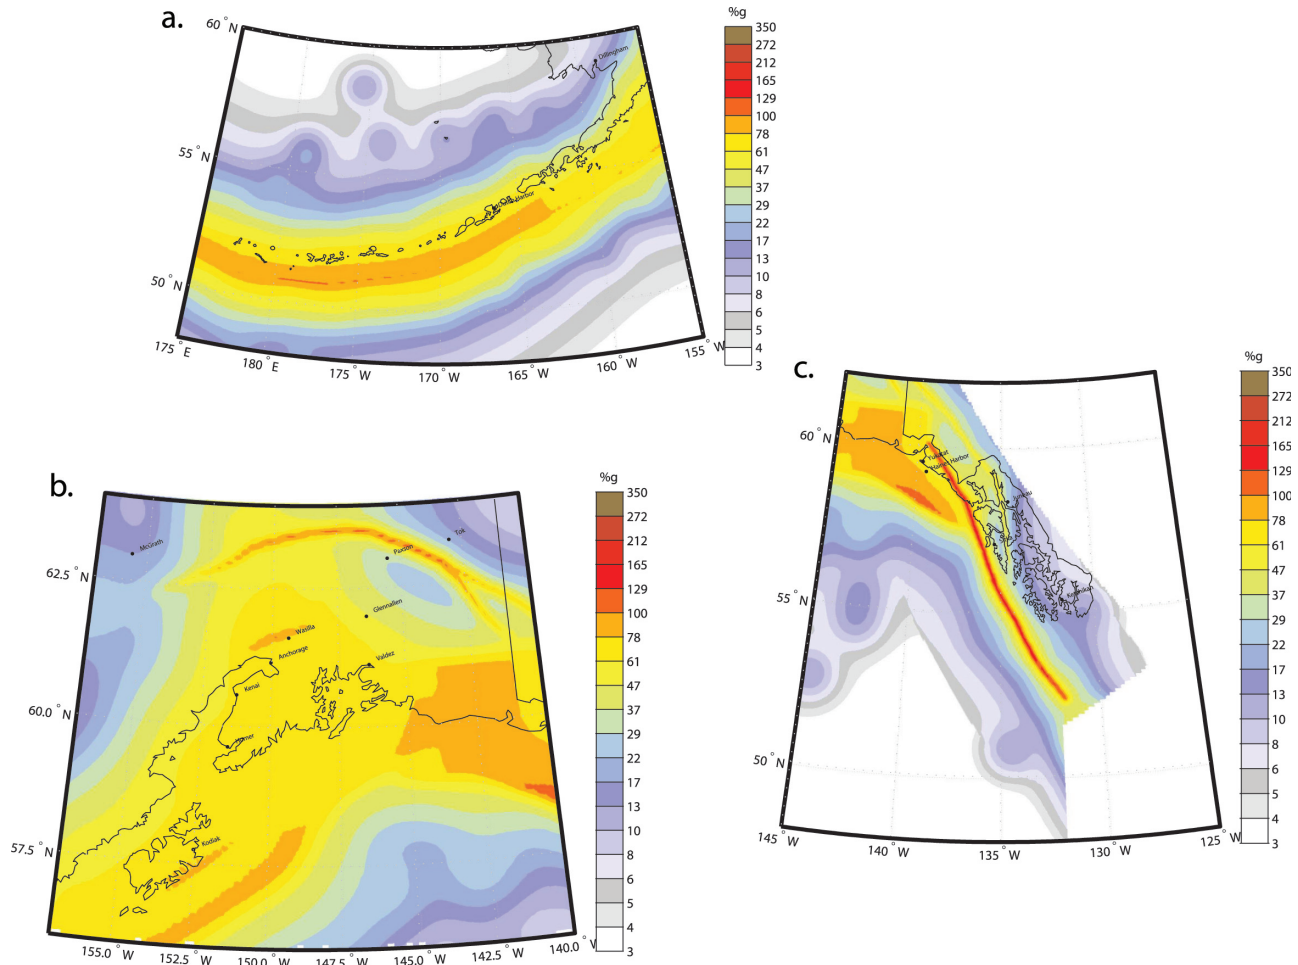 a.
60 ° N
55 ° N
50 ° N
175 ° E
180 ° E
175 ° W
170 ° W
165 ° W
160 ° W
155 ° W
Dillingham
Harbor
%g
350
272
212
165
129
100
78
61
47
37
29
22
17
13
10
8
6
5
4
3
b.
62.5 ° N
60.0 ° N
57.5 ° N
155.0 ° W
152.5 ° W
150.0 ° W
147.5 ° W
145.0 ° W
142.5 ° W
140.0 ° W
McGrath
Tok
Paxson
Glennallen
Wasilla
Anchorage
Valdez
Kenai
Homer
Kodiak
%g
350
272
212
165
129
100
78
61
47
37
29
22
17
13
10
8
6
5
4
3
c.
60 ° N
55 ° N
50 ° N
145 ° W
140 ° W
135 ° W
130 ° W
125 ° W
Yakutat
Haines Harbor
Juneau
Ketchikan
%g
350
272
212
165
129
100
78
61
47
37
29
22
17
13
10
8
6
5
4
3